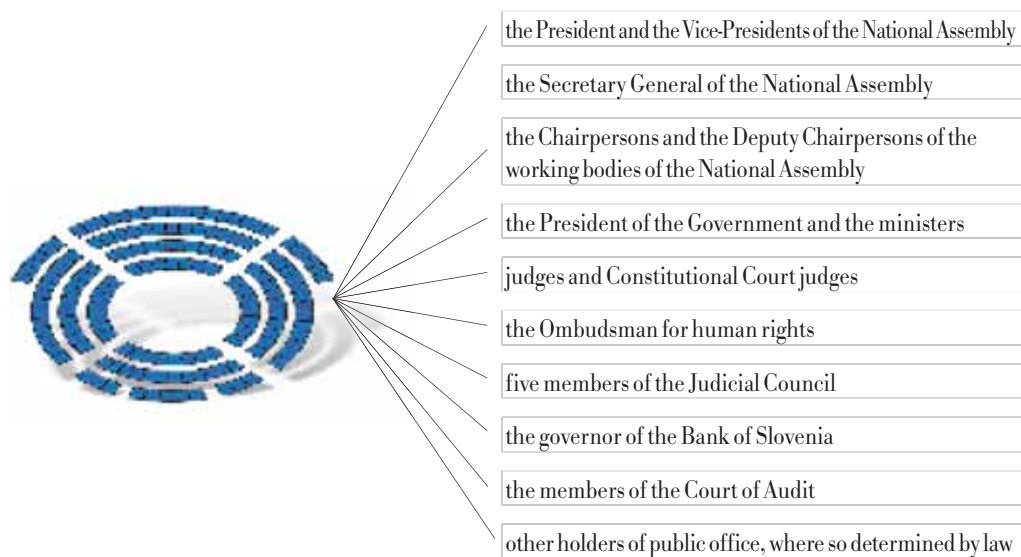 the President and the Vice-Presidents of the National Assembly
the Secretary General of the National Assembly
the Chairpersons and the Deputy Chairpersons of the
working bodies of the National Assembly
the President of the Government and the ministers
judges and Constitutional Court judges
the Ombudsman for human rights
five members of the Judicial Council
the governor of the Bank of Slovenia
the members of the Court of Audit
other holders of public office, where so determined by law